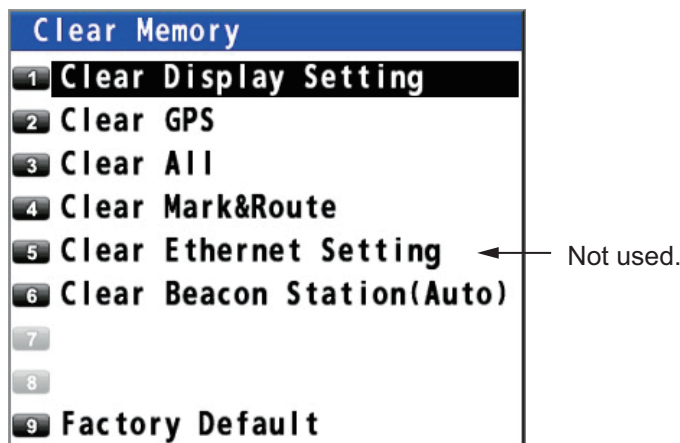 Clear Memory
1 Clear Display Setting
2 Clear GPS
3 Clear All
4 Clear Mark&Route
5 Clear Ethernet Setting Not used.
6 Clear Beacon Station(Auto)
7
8
9 Factory Default